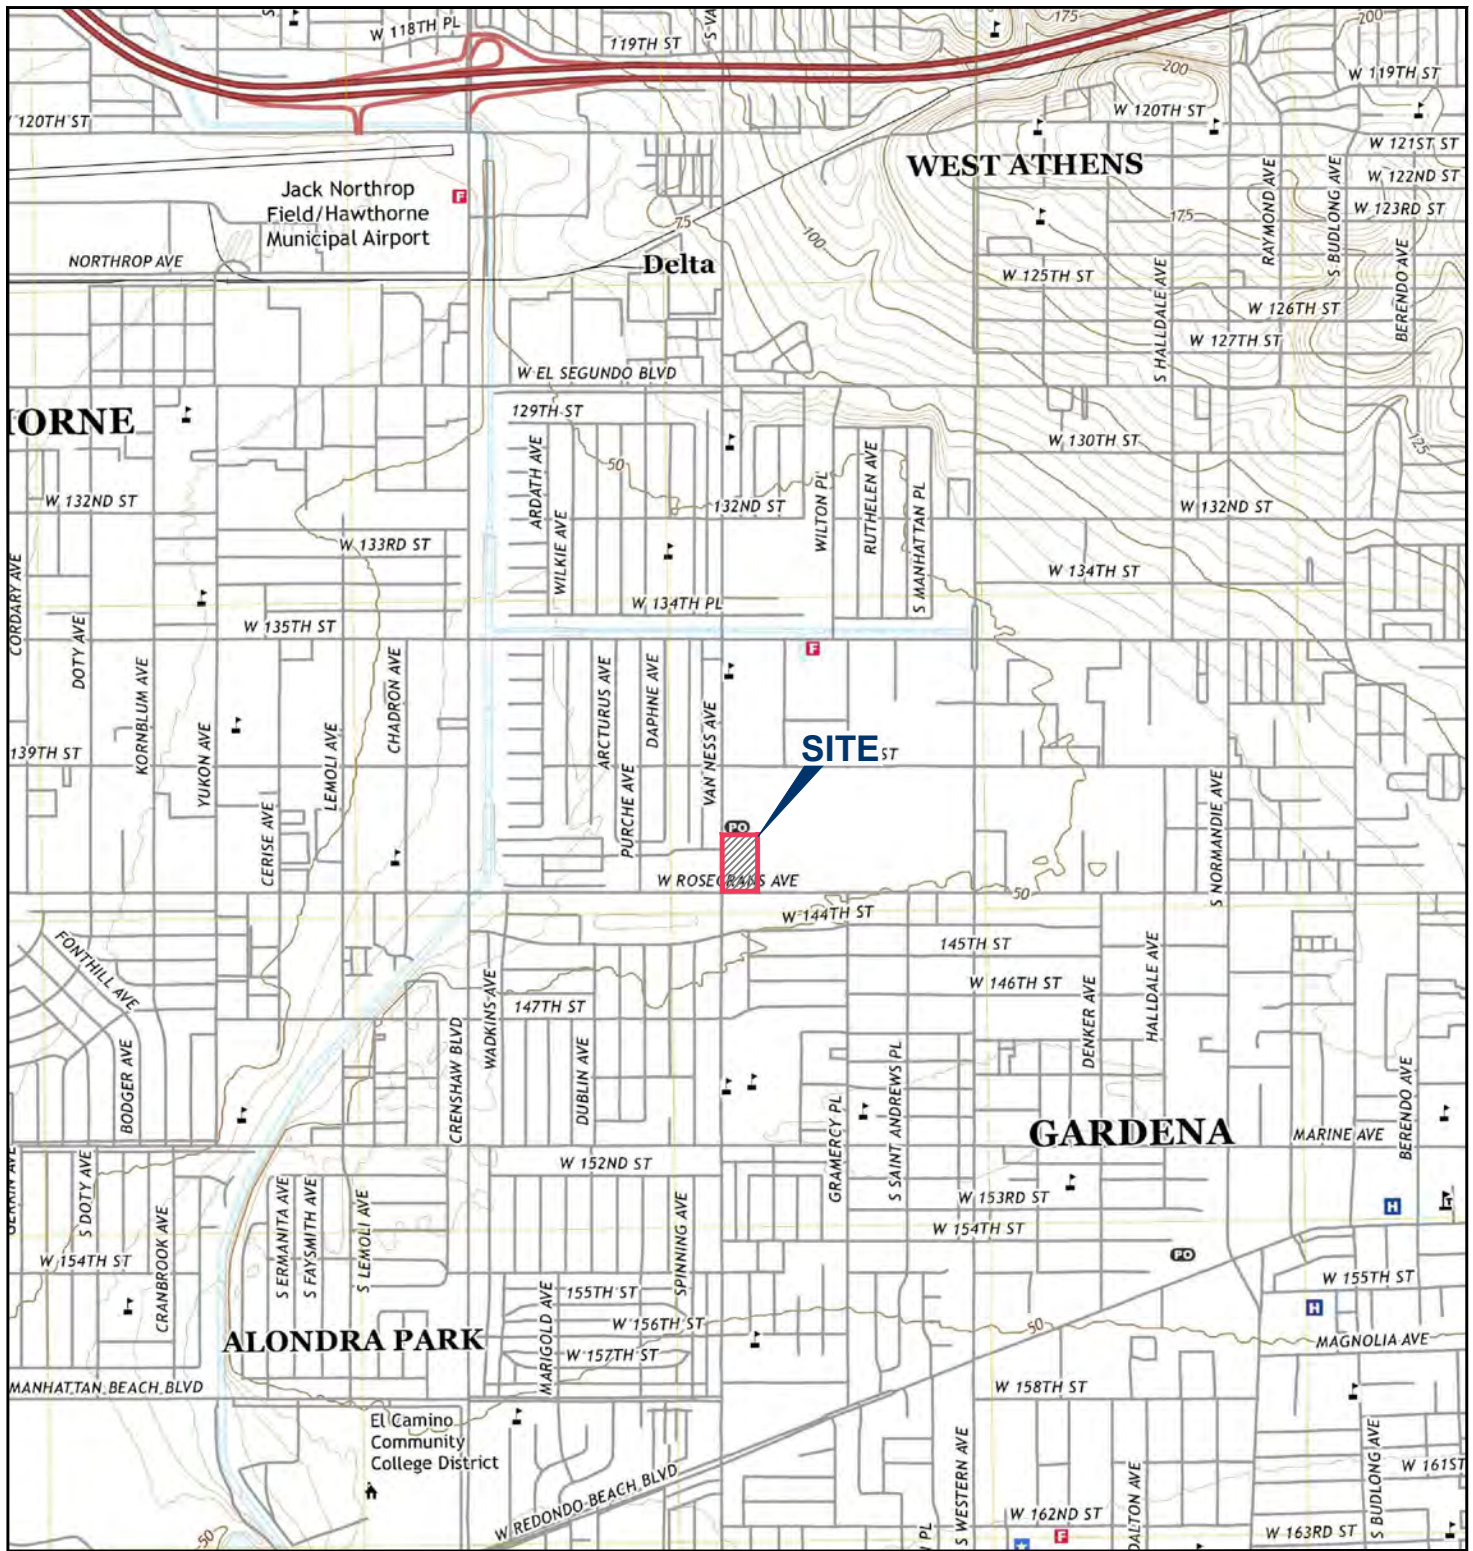 W 118TH PL
119TH ST
175
200
200
W 119TH ST
120TH ST
W 120TH ST
W 121ST ST
WEST ATHENS
W 122ND ST
Jack Northrop
Field/Hawthorne
Municipal Airport
F
RAYMOND AVE
S BUDLONG AVE
W 123RD ST
75
100
175
NORTHROP AVE
Delta
W 125TH ST
S HALLDALE AVE
BERENDO AVE
W 126TH ST
W 127TH ST
W EL SEGUNDO BLVD
129TH ST
ORNE
ARDATH AVE
50
W 130TH ST
125
W 132ND ST
WILKIE AVE
132ND ST
WILTON PL
RUTHELEN AVE
S MANHATTAN PL
W 132ND ST
W 133RD ST
W 134TH ST
CORDARY AVE
W 134TH PL
DOTY AVE
W 135TH ST
F
KORNBLUM AVE
CHADRON AVE
ARCTURUS AVE
DAPHNE AVE
VAN NESS AVE
139TH ST
YUKON AVE
LEMOLI AVE
SITE
ST
PURCHE AVE
S NORMANDIE AVE
CERISE AVE
PO
W ROSECRANS AVE
50
W 144TH ST
FONTHILL AVE
145TH ST
HALLDALE AVE
W 146TH ST
WADKINS AVE
147TH ST
DENKER AVE
BODGER AVE
CRENSHAW BLVD
DUBLIN AVE
GRAMERCY PL
S SAINT ANDREWS PL
BERENDO AVE
GARDENA
MARINE AVE
S DOTY AVE
W 152ND ST
S ERMANITA AVE
S FAYSMITH AVE
S LEMOLI AVE
SPINNING AVE
W 153RD ST
H
CRANBROOK AVE
W 154TH ST
W 154TH ST
PO
W 155TH ST
MARIGOLD AVE
155TH ST
H
W 156TH ST
50
MAGNOLIA AVE
ALONDRA PARK
W 157TH ST
MANHATTAN BEACH BLVD
W 158TH ST
El Camino
Community
College District
S WESTERN AVE
S BUDLONG AVE
W 161ST
W REDONDO BEACH BLVD
DALTON AVE
W 162ND ST
50
PL
F
W 163RD ST